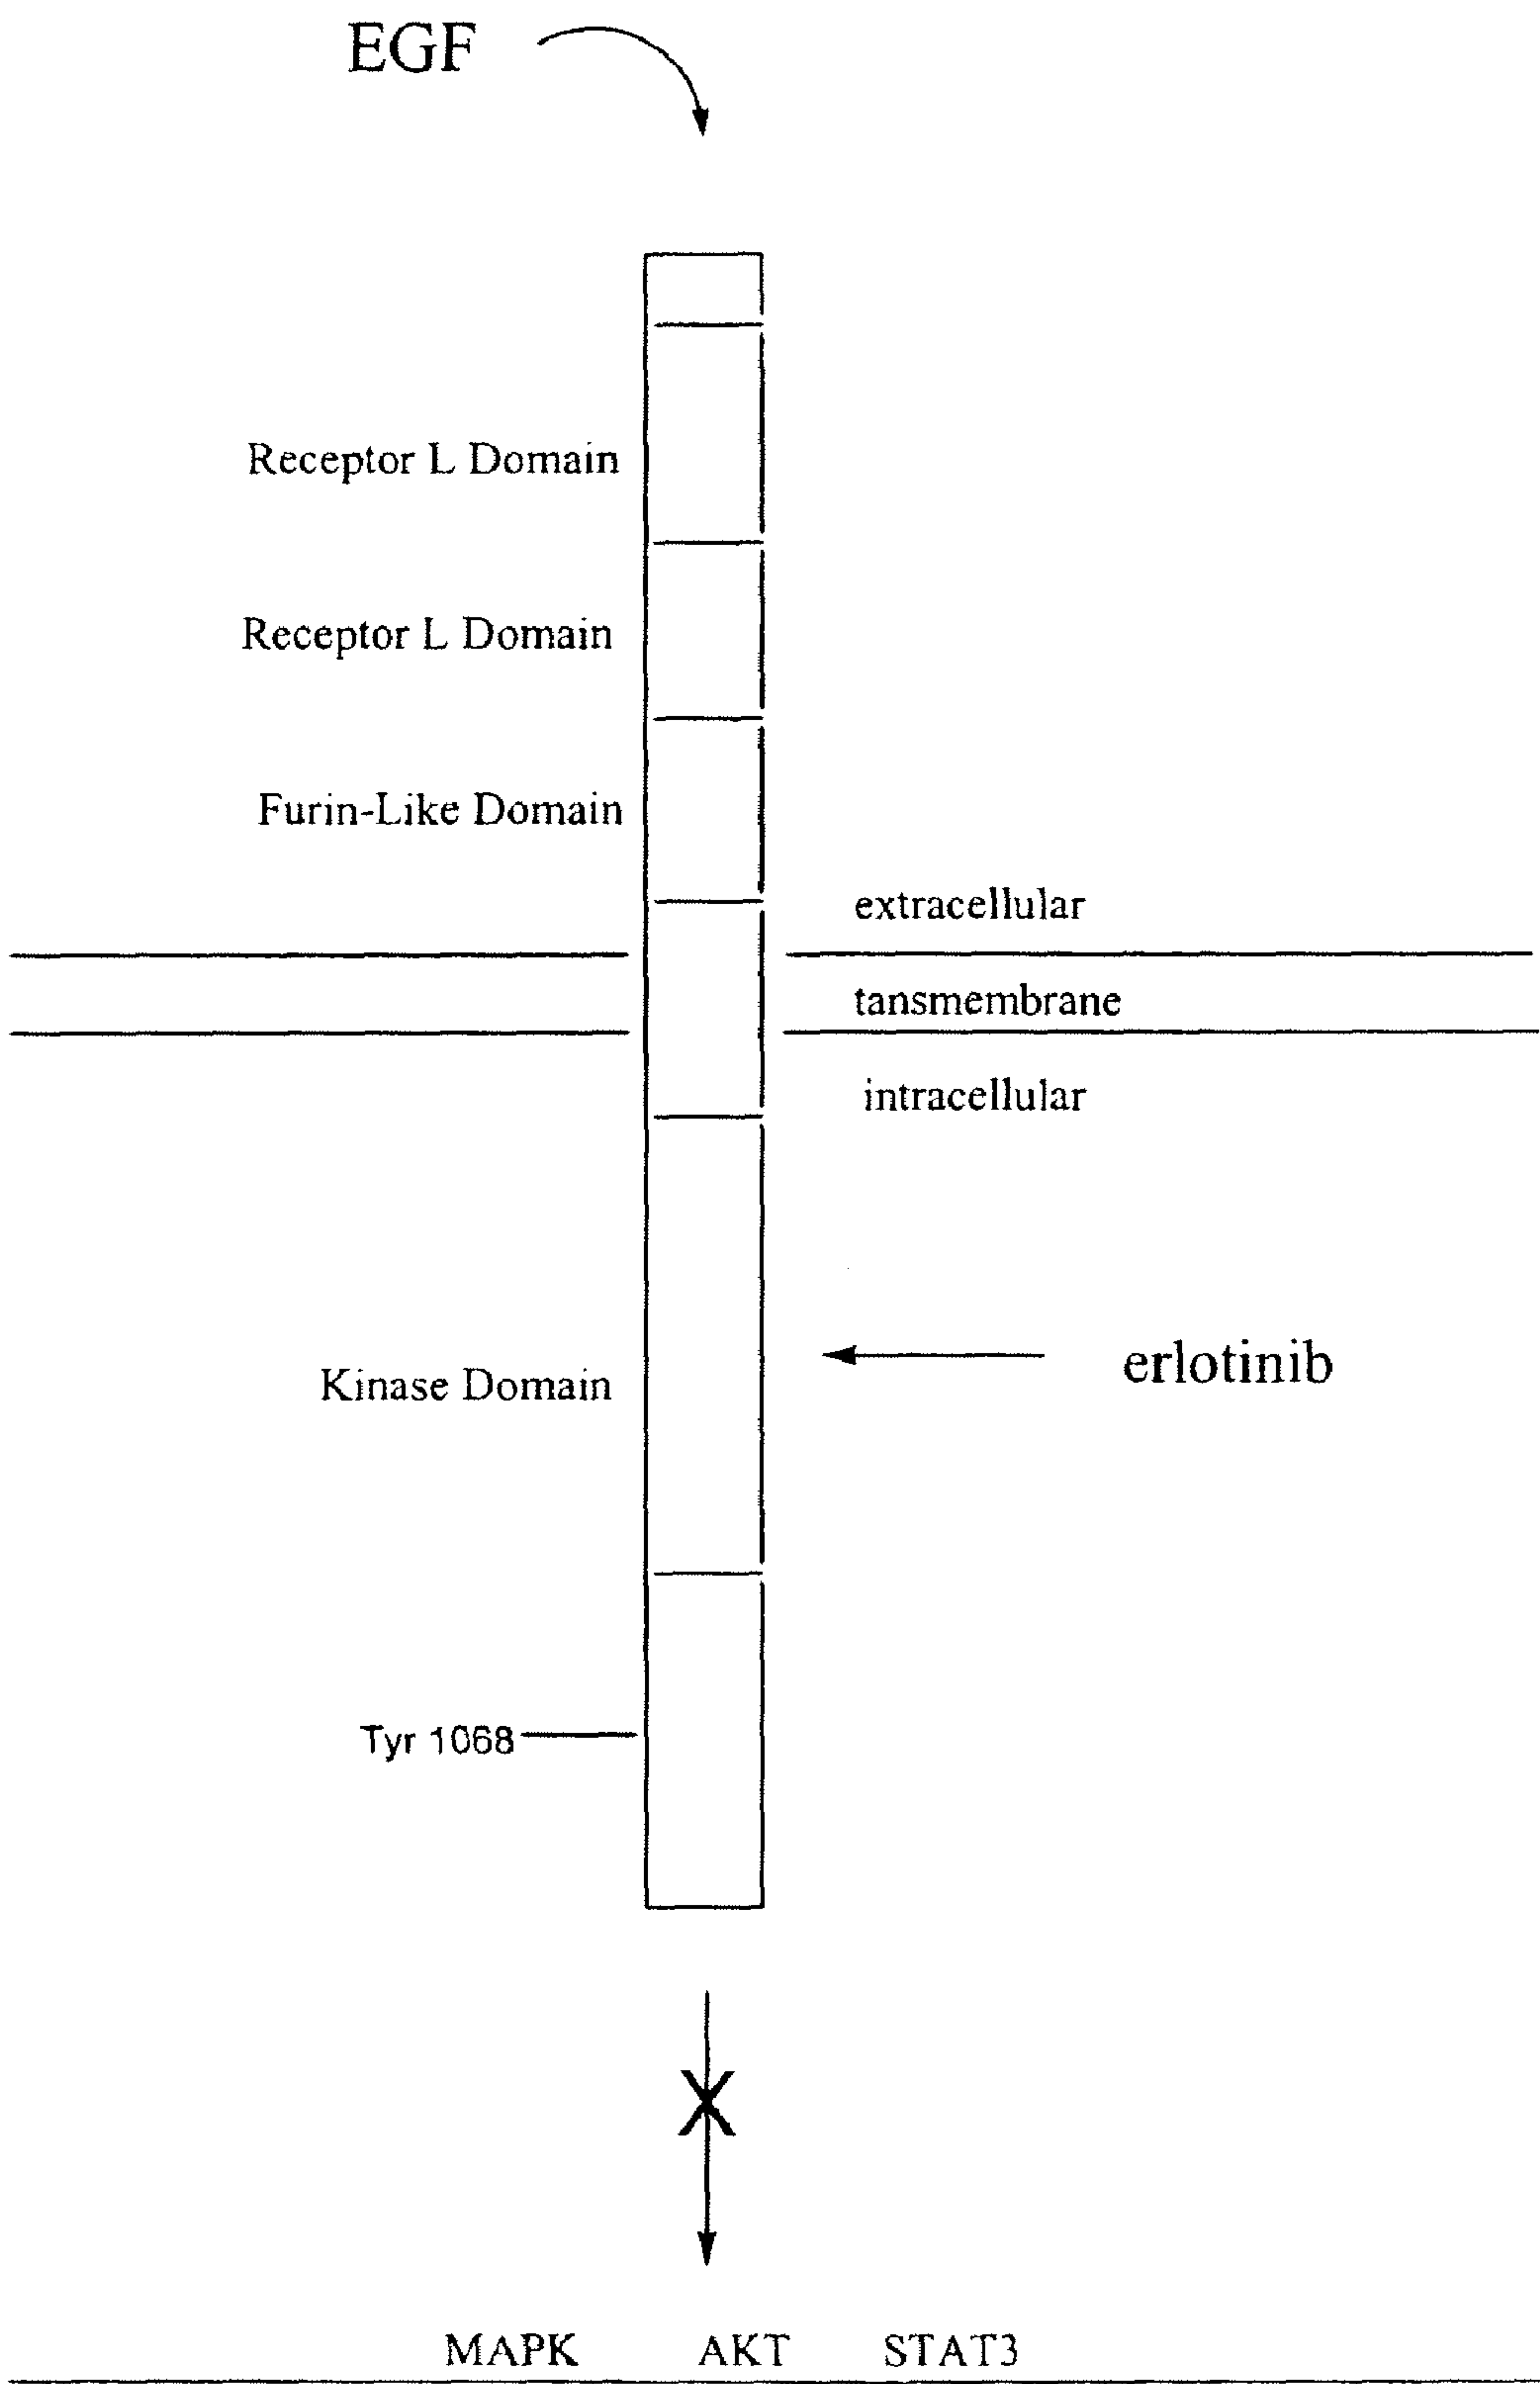 EGF
Receptor L Domain
Receptor L Domain
Furin-Like Domain
extracellular
tansmembrane
intracellular
Kinase Domain
erlotinib
Tyr 1068
X
MAPK AKT STAT3